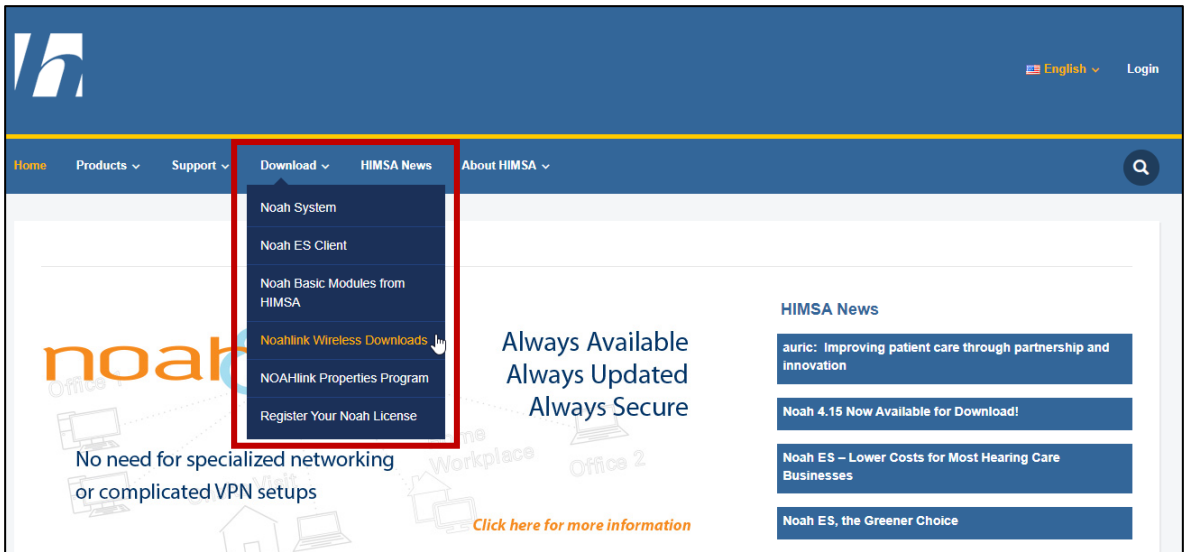 English
Login
Home
Products
Support
Download
HIMSA News
About HIMSA
Noah System
Noah ES Client
Noah Basic Modules from
HIMSA
Noahlink Wireless Downloads
NOAHlink Properties Program
Register Your Noah License
noah
Office 1
Always Available
Always Updated
Always Secure
Workplace
Office 2
No need for specialized networking
or complicated VPN setups
Visit
Click here for more information
HIMSA News
auric: Improving patient care through partnership and
innovation
Noah 4.15 Now Available for Download!
Noah ES – Lower Costs for Most Hearing Care
Businesses
Noah ES, the Greener Choice